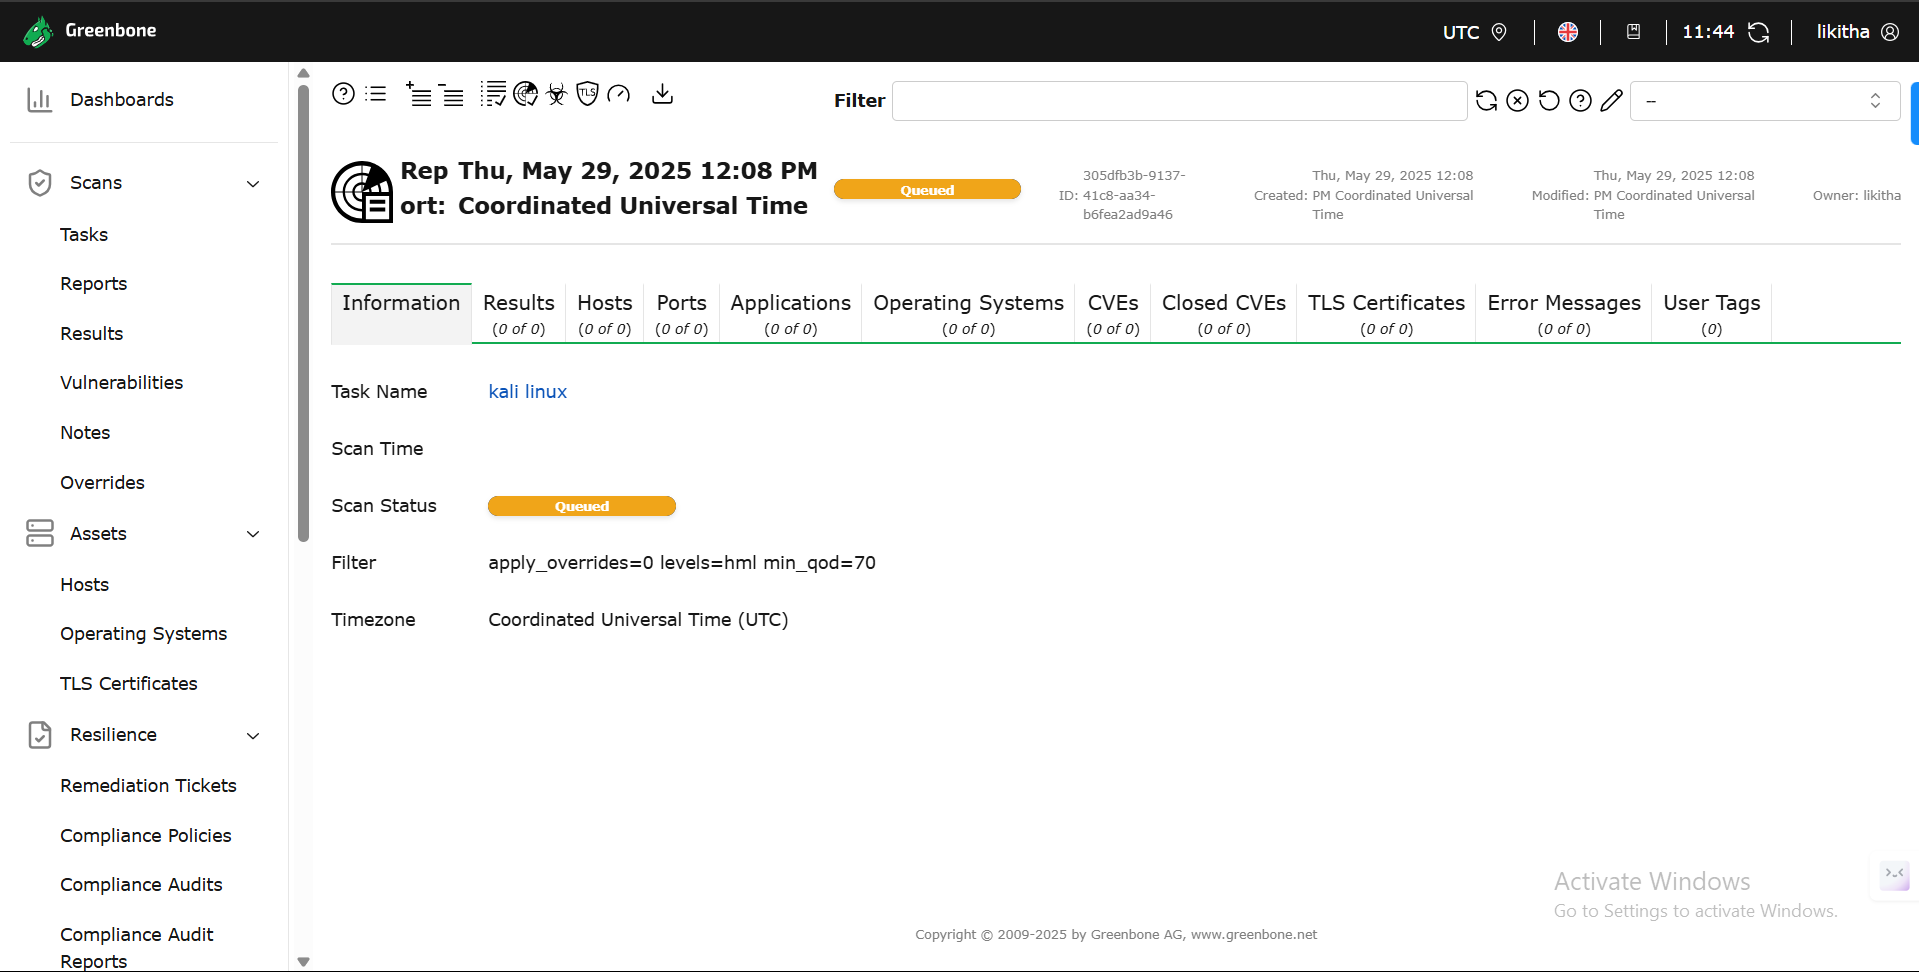 Greenbone
UTC
11:44
likitha
Dashboards
Scans
Tasks
Reports
Results
Vulnerabilities
Notes
Overrides
Assets
Hosts
Operating Systems
TLS Certificates
Resilience
Remediation Tickets
Compliance Policies
Compliance Audits
Compliance Audit
Reports
TLS
Filter
--
Rep Thu, May 29, 2025 12:08 PM
ort: Coordinated Universal Time
Queued
305dfb3b-9137-
ID: 41c8-aa34-
b6fea2ad9a46
Thu, May 29, 2025 12:08
Created: PM Coordinated Universal
Time
Thu, May 29, 2025 12:08
Modified: PM Coordinated Universal
Time
Owner: likitha
Information
Results
(0 of 0)
Hosts
(0 of 0)
Ports
(0 of 0)
Applications
(0 of 0)
Operating Systems
(0 of 0)
CVEs
(0 of 0)
Closed CVEs
(0 of 0)
TLS Certificates
(0 of 0)
Error Messages
(0 of 0)
User Tags
(0)
Task Name kali linux
Scan Time
Scan Status Queued
Filter apply_overrides=0 levels=hml min_qod=70
Timezone Coordinated Universal Time (UTC)
Activate Windows
Go to Settings to activate Windows.
Copyright © 2009-2025 by Greenbone AG, www.greenbone.net